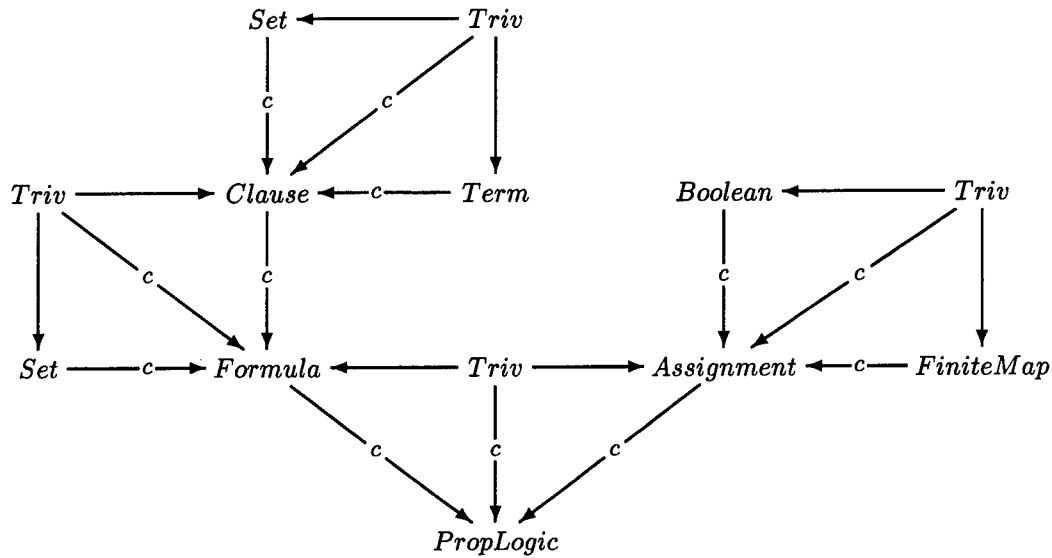 Set Triv
c c
Triv Clause c Term Boolean Triv
c c c c
Set c Formula Triv Assignment c FiniteMap
c c c
PropLogic